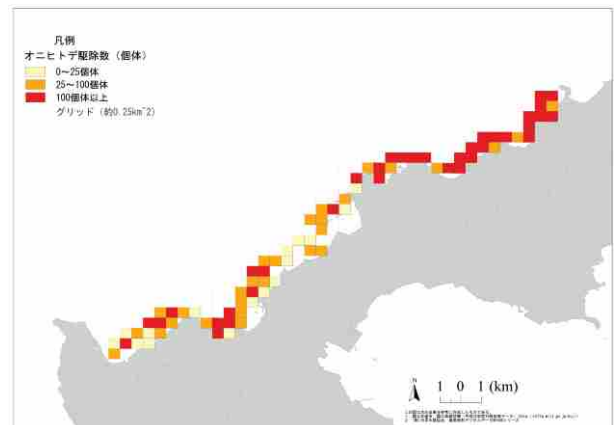 凡例
オニヒトデ駆除数（個体）
0～25個体
25～100個体
100個体以上
グリッド（約0.25km^2）
N
1 0 1 (km)